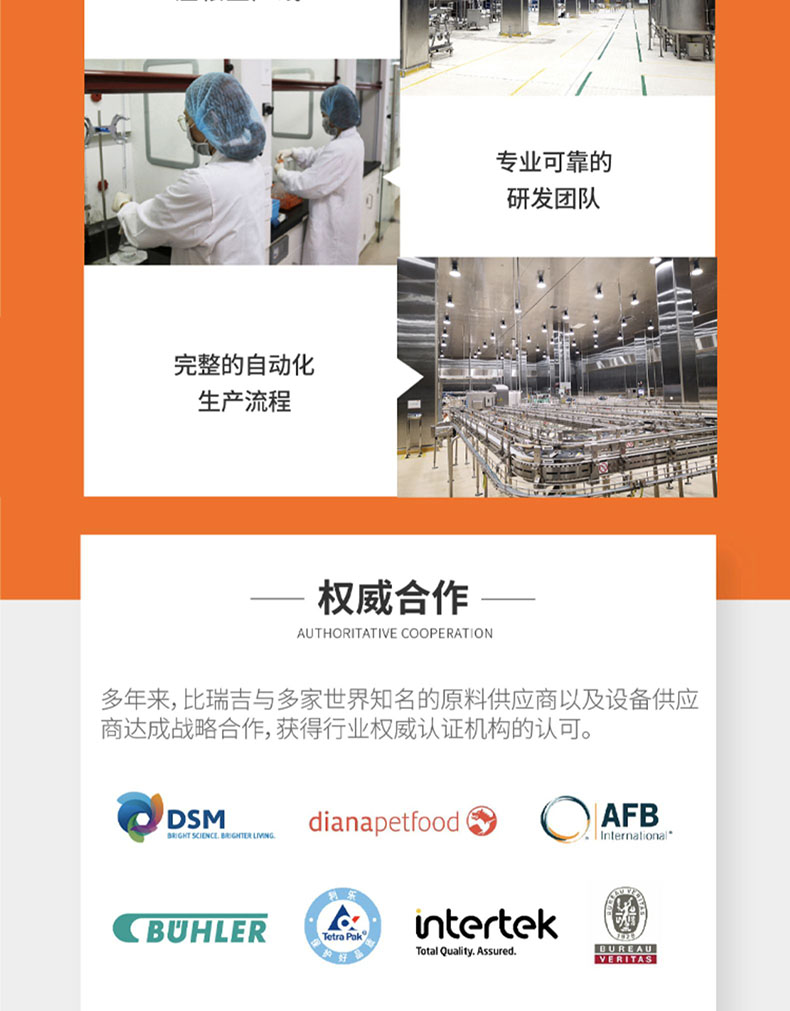 专业可靠的
研发团队
完整的自动化
生产流程
权威合作
AUTHORITATIVE COOPERATION
多年来，比瑞吉与多家世界知名的原料供应商以及设备供应
商达成战略合作，获得行业权威认证机构的认可。
DSM
BRIGHT SCIENCE. BRIGHTER LIVING.
dianapetfood
AFB
International®
BÜHLER
利乐
Tetra Pak®
保护好品质
intertek
Total Quality. Assured.
BUREAU VERITAS
1828
BUREAU
VERITAS